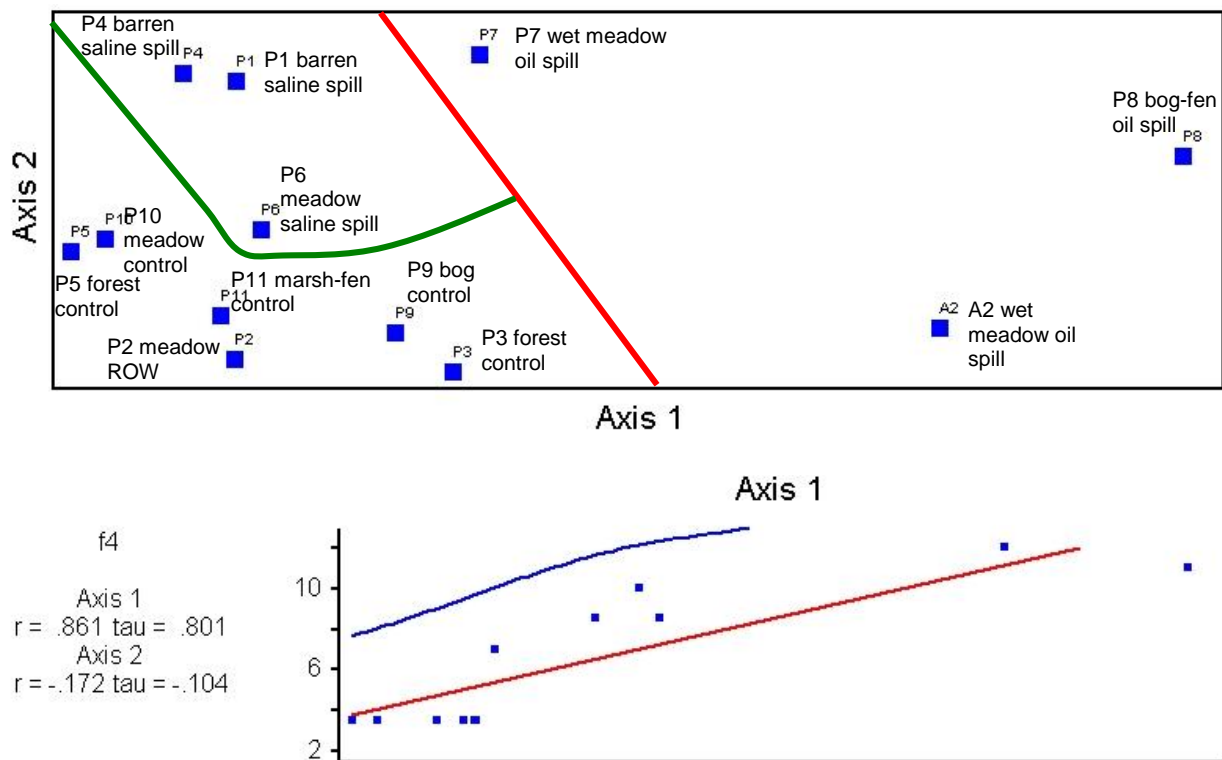 P4 barren
saline spill
P4
P1
P1 barren
saline spill
P7
P7 wet meadow
oil spill
P8 bog-fen
oil spill
P8
Axis 2
P6
meadow
saline spill
P6
P5
P10
P10
meadow
control
P5 forest
control
P11 marsh-fen
control
P11
P9 bog
control
P9
P2 meadow
ROW
P2
P3
P3 forest
control
A2
A2 wet
meadow oil
spill
Axis 1
Axis 1
f4
Axis 1
r = .861 tau = .801
Axis 2
r = -.172 tau = -.104
10
6
2